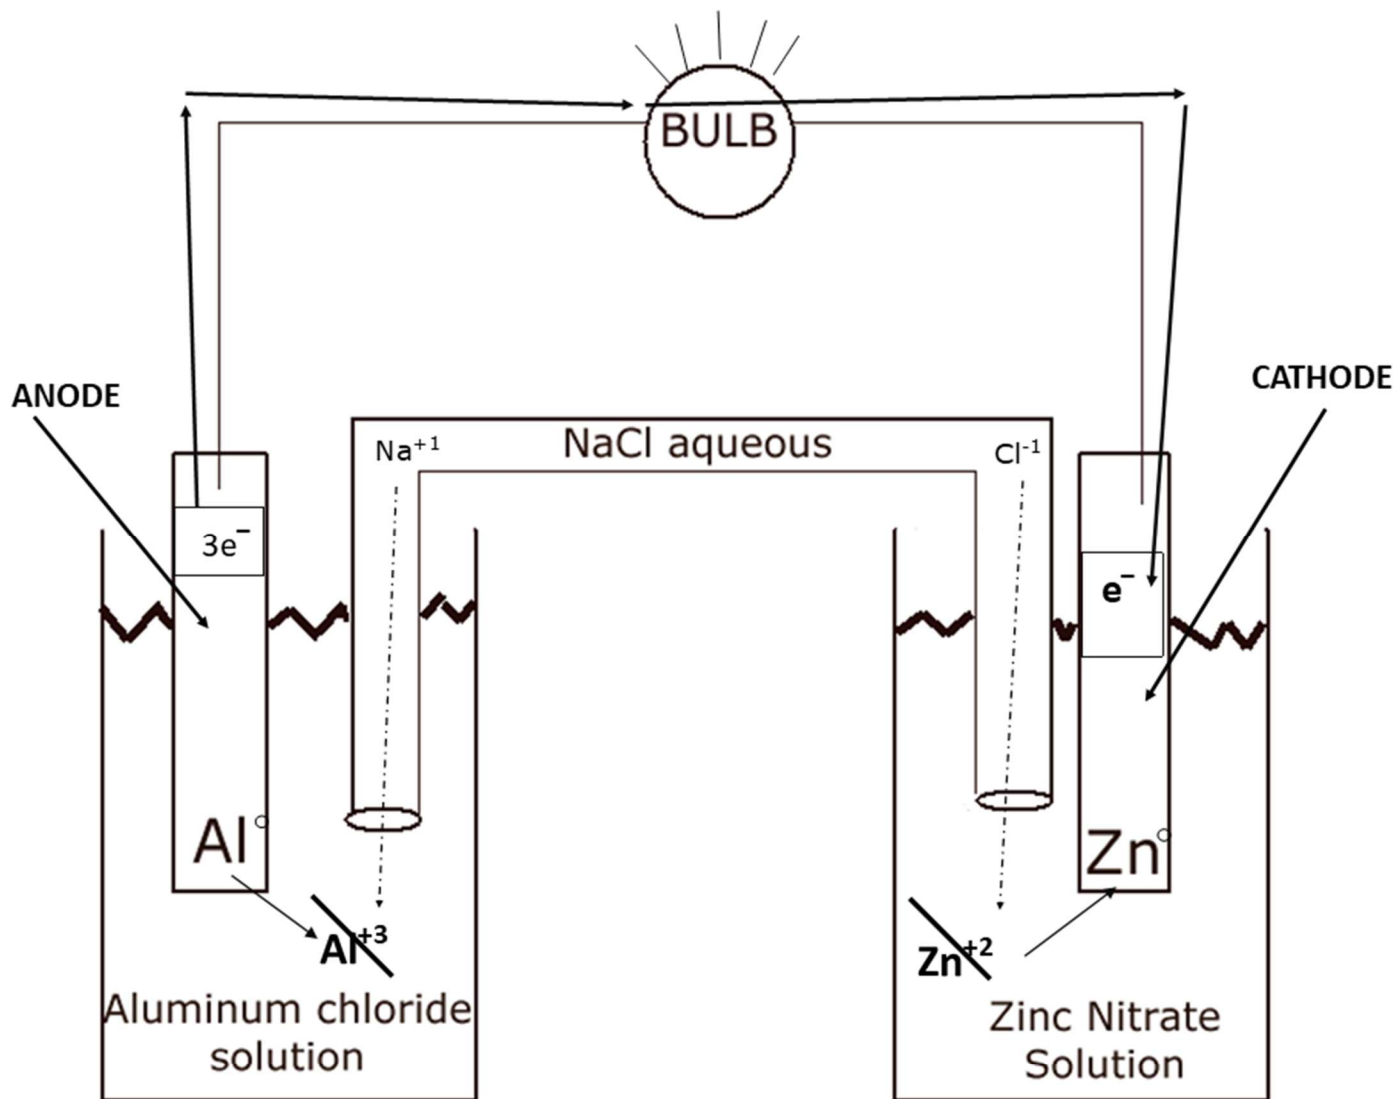 BULB
ANODE
CATHODE
Na⁺¹
NaCl aqueous
Cl⁻¹
3e⁻
e⁻
Al°
Zn°
Al⁺³
Zn⁺²
Aluminum chloride
solution
Zinc Nitrate
Solution